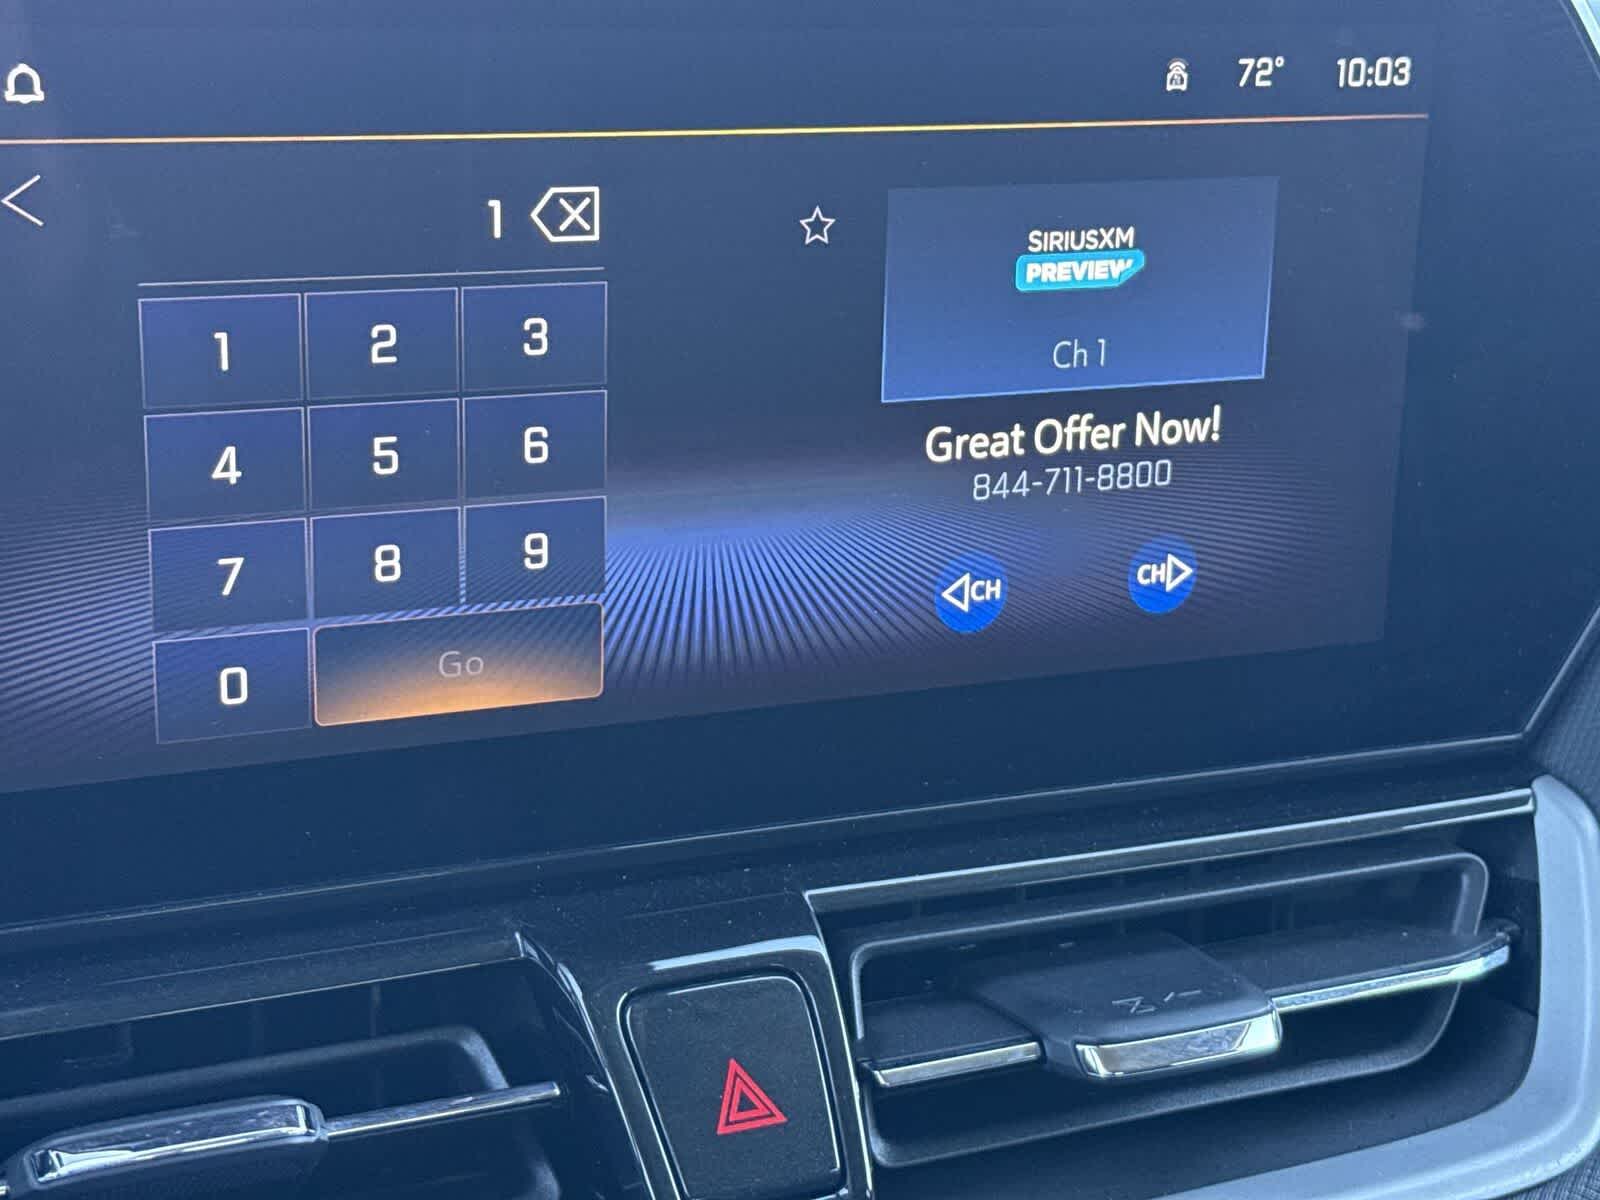 72° 10:03
1
1 2 3
4 5 6
7 8 9
0 Go
SIRIUSXM
PREVIEW
Ch 1
Great Offer Now!
844-711-8800
CH CH